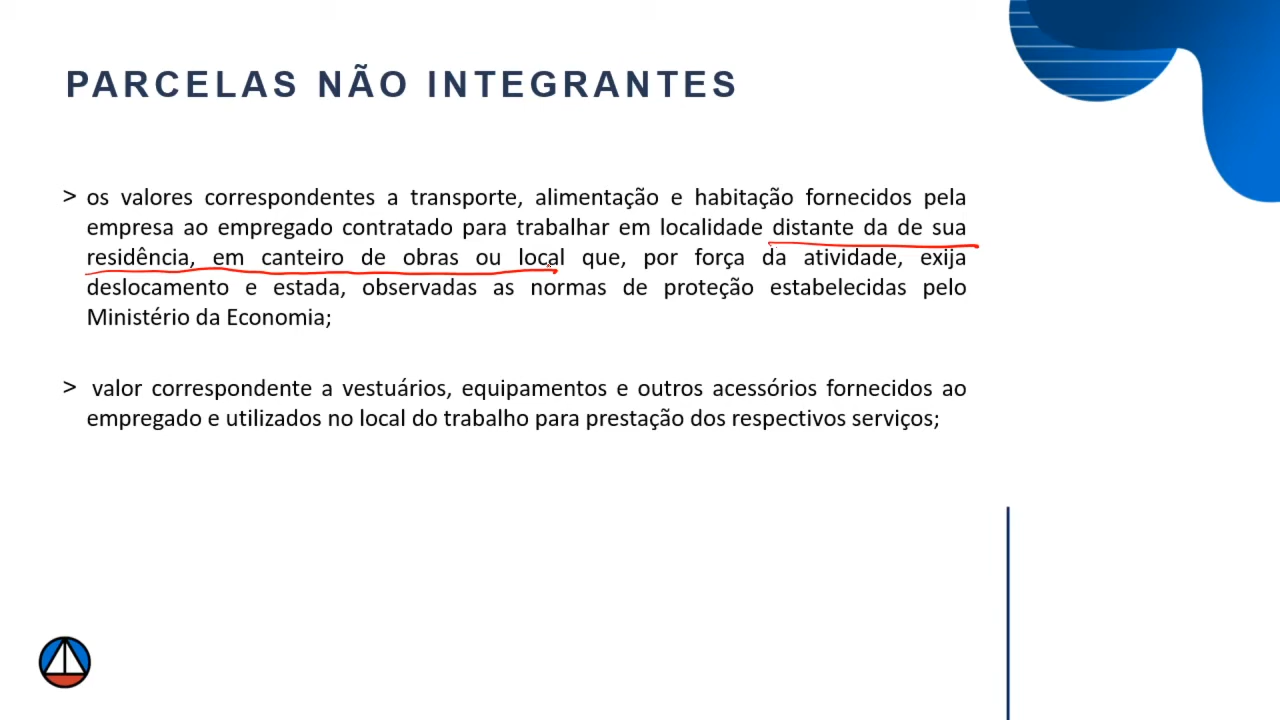 PARCELAS NÃO INTEGRANTES
> os valores correspondentes a transporte, alimentação e habitação fornecidos pela
empresa ao empregado contratado para trabalhar em localidade distante da de sua
residência, em canteiro de obras ou local que, por força da atividade, exija
deslocamento e estada, observadas as normas de proteção estabelecidas pelo
Ministério da Economia;
> valor correspondente a vestuários, equipamentos e outros acessórios fornecidos ao
empregado e utilizados no local do trabalho para prestação dos respectivos serviços;